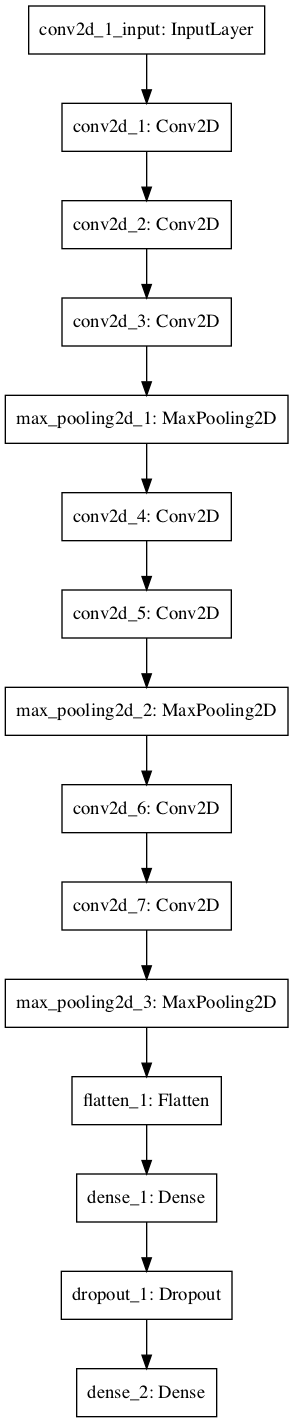 conv2d_1_input: InputLayer
conv2d_1: Conv2D
conv2d_2: Conv2D
conv2d_3: Conv2D
max_pooling2d_1: MaxPooling2D
conv2d_4: Conv2D
conv2d_5: Conv2D
max_pooling2d_2: MaxPooling2D
conv2d_6: Conv2D
conv2d_7: Conv2D
max_pooling2d_3: MaxPooling2D
flatten_1: Flatten
dense_1: Dense
dropout_1: Dropout
dense_2: Dense